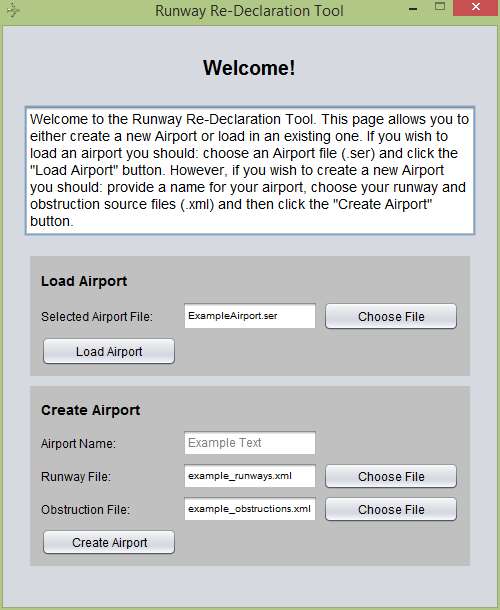 Runway Re-Declaration Tool
Welcome!
Welcome to the Runway Re-Declaration Tool. This page allows you to
either create a new Airport or load in an existing one. If you wish to
load an airport you should: choose an Airport file (.ser) and click the
"Load Airport" button. However, if you wish to create a new Airport
you should: provide a name for your airport, choose your runway and
obstruction source files (.xml) and then click the "Create Airport"
button.
Load Airport
Selected Airport File: ExampleAirport.ser Choose File
Load Airport
Create Airport
Airport Name: Example Text
Runway File: example_runways.xml Choose File
Obstruction File: example_obstructions.xml Choose File
Create Airport